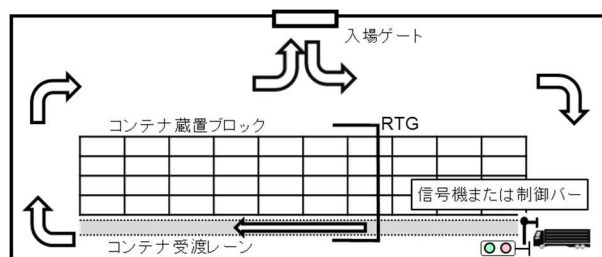 入場ゲート
コンテナ蔵置ブロック
RTG
信号機または制御バー
コンテナ受渡レーン